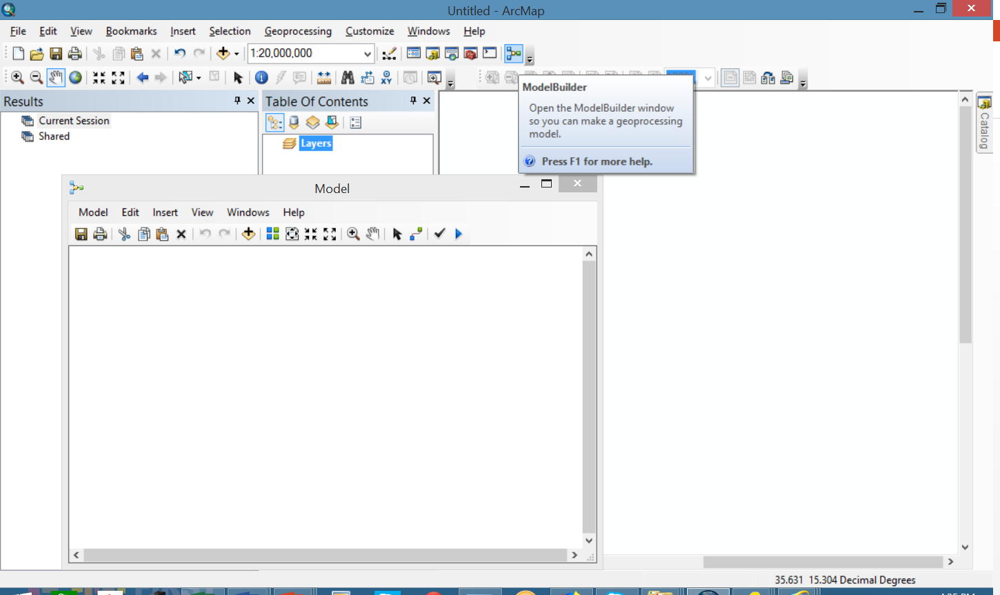 Untitled - ArcMap
File Edit View Bookmarks Insert Selection Geoprocessing Customize Windows Help
1:20,000,000
XY
Results
Table Of Contents
ModelBuilder
Open the ModelBuilder window
so you can make a geoprocessing
model.
Press F1 for more help.
Current Session
Shared
Layers
Catalog
Model
Model Edit Insert View Windows Help
35.631 15.304 Decimal Degrees